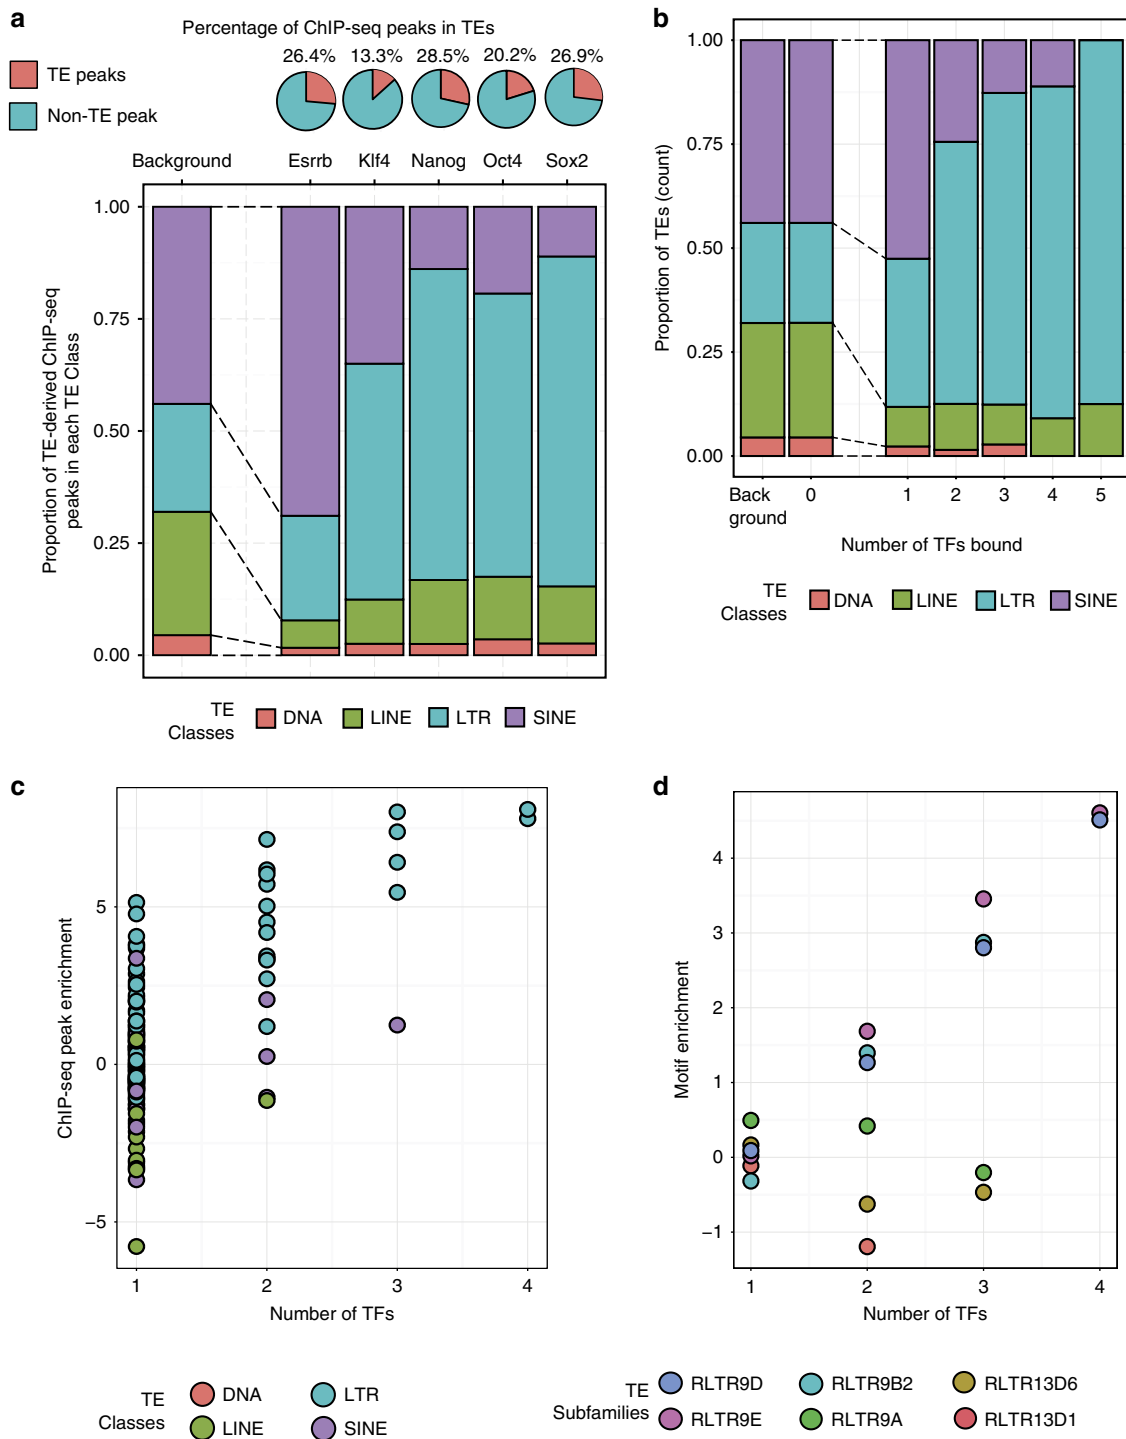 a
Percentage of ChIP-seq peaks in TEs
TE peaks
Non-TE peak
26.4% 13.3% 28.5% 20.2% 26.9%
Background Esrrb Klf4 Nanog Oct4 Sox2
Proportion of TE-derived ChIP-seq
peaks in each TE Class
1.00
0.75
0.50
0.25
0.00
TE
Classes
DNA LINE LTR SINE
b
Proportion of TEs (count)
1.00
0.75
0.50
0.25
0.00
Back
ground
0 1 2 3 4 5
Number of TFs bound
TE
Classes
DNA LINE LTR SINE
c
ChIP-seq peak enrichment
5
0
−5
1 2 3 4
Number of TFs
TE
Classes
DNA LTR
LINE SINE
d
Motif enrichment
4
3
2
1
0
−1
1 2 3 4
Number of TFs
TE
Subfamilies
RLTR9D RLTR9B2 RLTR13D6
RLTR9E RLTR9A RLTR13D1